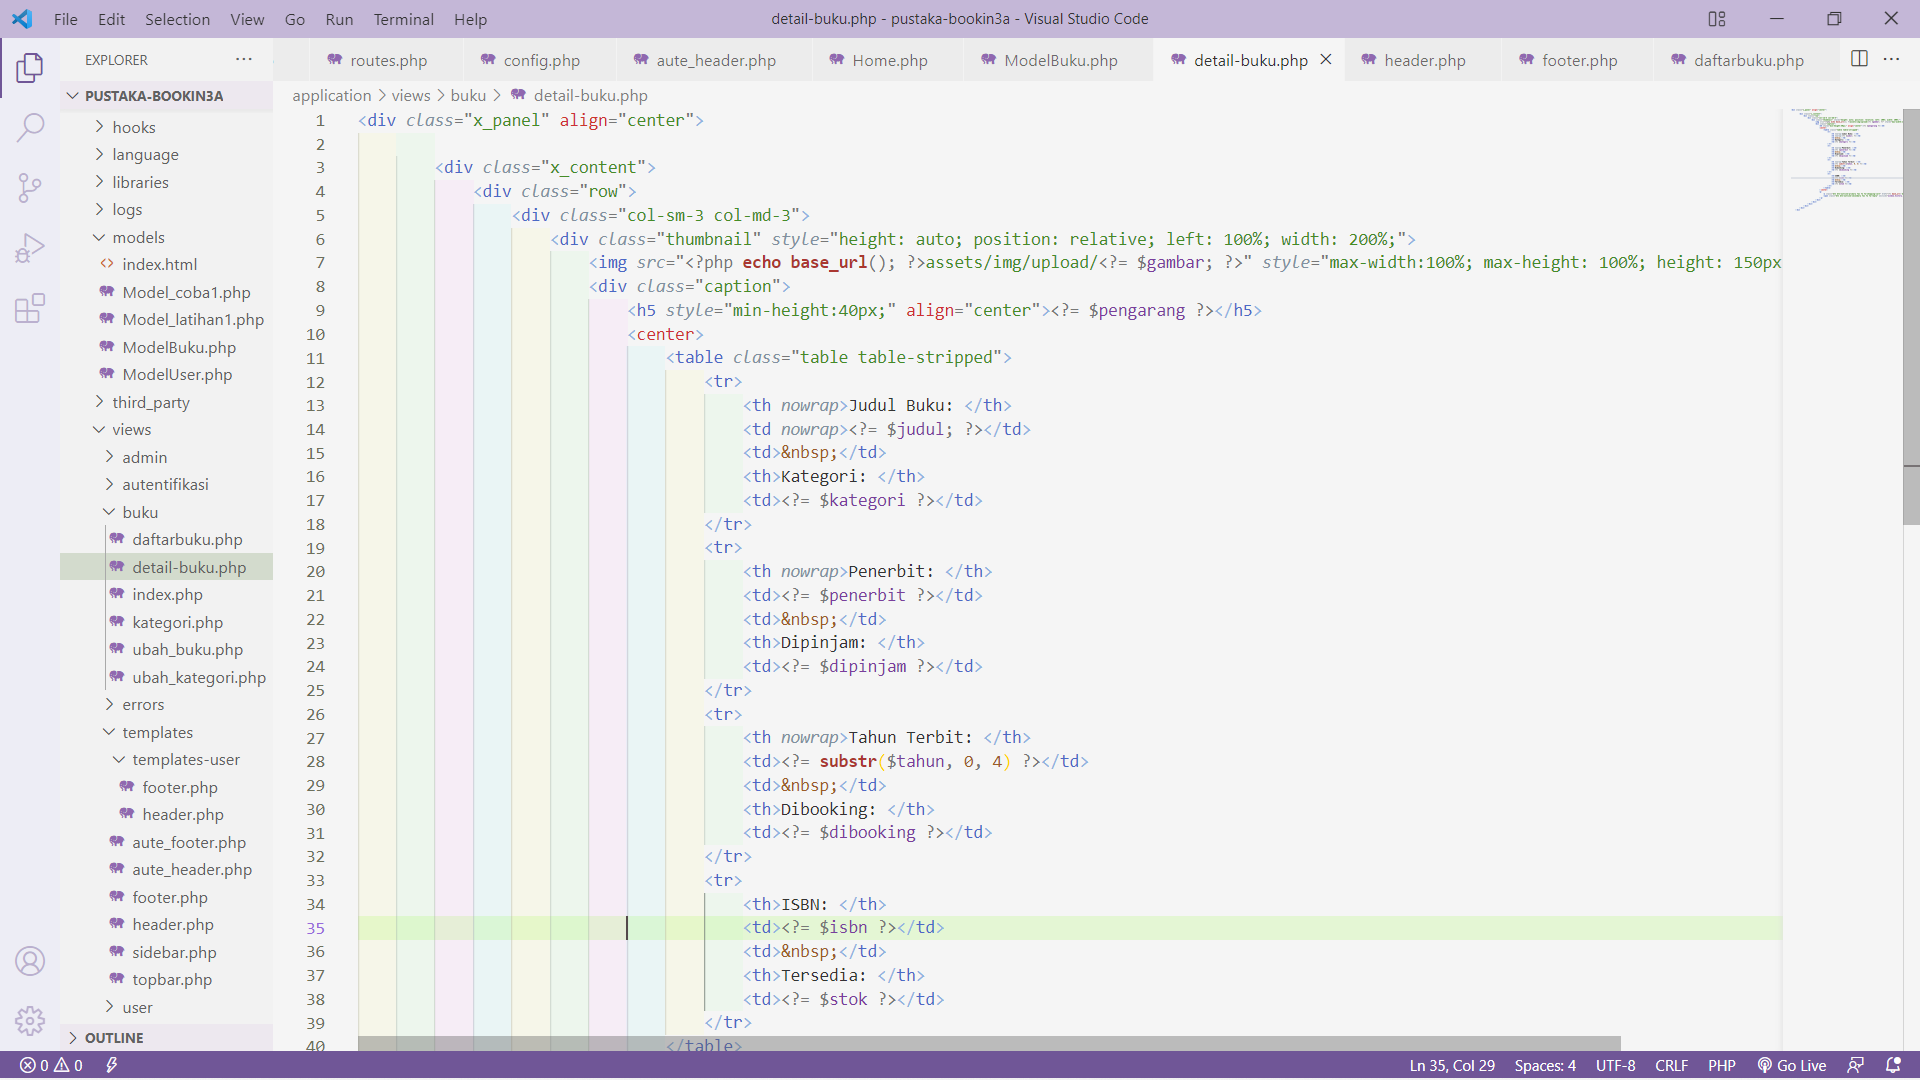 File Edit Selection View Go Run Terminal Help
detail-buku.php - pustaka-bookin3a - Visual Studio Code
EXPLORER
routes.php config.php aute_header.php Home.php ModelBuku.php detail-buku.php header.php footer.php daftarbuku.php
PUSTAKA-BOOKIN3A
hooks
language
libraries
logs
models
index.html
Model_coba1.php
Model_latihan1.php
ModelBuku.php
ModelUser.php
third_party
views
admin
autentifikasi
buku
daftarbuku.php
detail-buku.php
index.php
kategori.php
ubah_buku.php
ubah_kategori.php
errors
templates
templates-user
footer.php
header.php
aute_footer.php
aute_header.php
footer.php
header.php
sidebar.php
topbar.php
user
OUTLINE
application > views > buku > detail-buku.php
1 <div class="x_panel" align="center">
2
3 <div class="x_content">
4 <div class="row">
5 <div class="col-sm-3 col-md-3">
6 <div class="thumbnail" style="height: auto; position: relative; left: 100%; width: 200%;">
7 <img src="<?php echo base_url(); ?>assets/img/upload/<?= $gambar; ?>" style="max-width:100%; max-height: 100%; height: 150px
8 <div class="caption">
9 <h5 style="min-height:40px;" align="center"><?= $pengarang ?></h5>
10 <center>
11 <table class="table table-stripped">
12 <tr>
13 <th nowrap>Judul Buku: </th>
14 <td nowrap><?= $judul; ?></td>
15 <td>&nbsp;</td>
16 <th>Kategori: </th>
17 <td><?= $kategori ?></td>
18 </tr>
19 <tr>
20 <th nowrap>Penerbit: </th>
21 <td><?= $penerbit ?></td>
22 <td>&nbsp;</td>
23 <th>Dipinjam: </th>
24 <td><?= $dipinjam ?></td>
25 </tr>
26 <tr>
27 <th nowrap>Tahun Terbit: </th>
28 <td><?= substr($tahun, 0, 4) ?></td>
29 <td>&nbsp;</td>
30 <th>Dibooking: </th>
31 <td><?= $dibooking ?></td>
32 </tr>
33 <tr>
34 <th>ISBN: </th>
35 <td><?= $isbn ?></td>
36 <td>&nbsp;</td>
37 <th>Tersedia: </th>
38 <td><?= $stok ?></td>
39 </tr>
40 </table>
0 0
Ln 35, Col 29 Spaces: 4 UTF-8 CRLF PHP Go Live